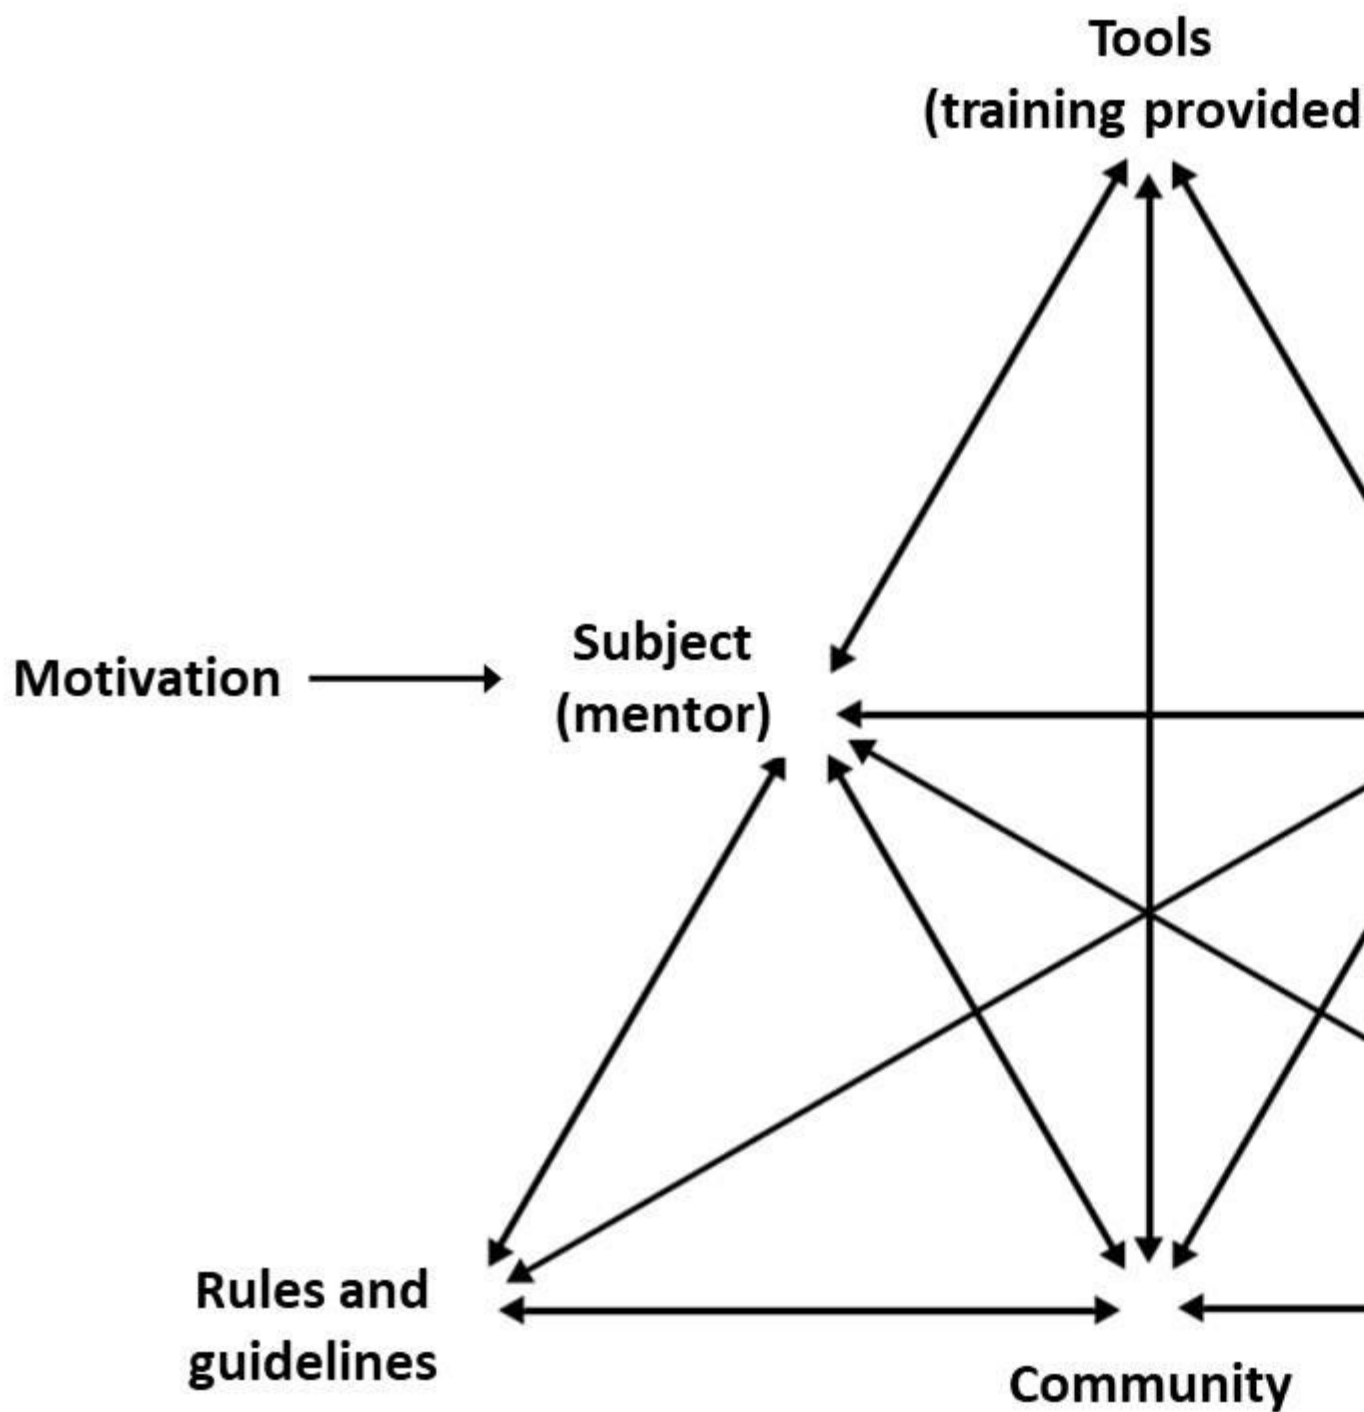 Tools
(training provided
Motivation
Subject
(mentor)
Rules and
guidelines
Community